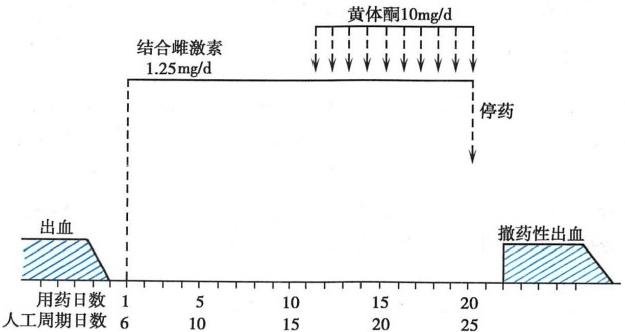 黄体酮10mg/d
结合雌激素
1.25mg/d
停药
出血
撤药性出血
用药日数 1 5 10 15 20
人工周期日数 6 10 15 20 25